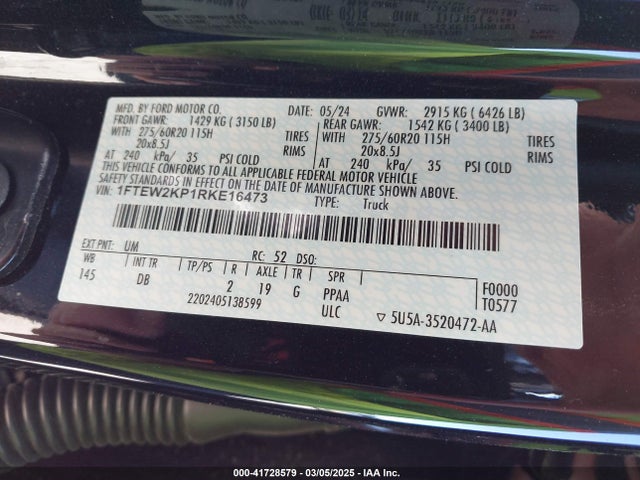 MFD. BY FORD MOTOR CO.
DATE: 05/24 GVWR: 2915 KG ( 6426 LB)
FRONT GAWR: 1429 KG ( 3150 LB)
REAR GAWR: 1542 KG ( 3400 LB)
WITH 275/60R20 115H TIRES
WITH 275/60R20 115H TIRES
20x8.5J RIMS
20x8.5J RIMS
AT 240 kPa/ 35 PSI COLD
AT 240 kPa/ 35 PSI COLD
THIS VEHICLE CONFORMS TO ALL APPLICABLE FEDERAL MOTOR VEHICLE
SAFETY STANDARDS IN EFFECT ON THE DATE OF MANUFACTURE SHOWN ABOVE.
VIN: 1FTEW2KP1RKE16473
TYPE: Truck
EXT PNT: UM RC: 52 DSO:
WB INT TR TP/PS R AXLE TR SPR
145 DB 2 19 G PPAA
F0000
T0577
2202405138599 ULC
▽ 5U5A-3520472-AA
000-41728579 — 03/05/2025 — IAA Inc.